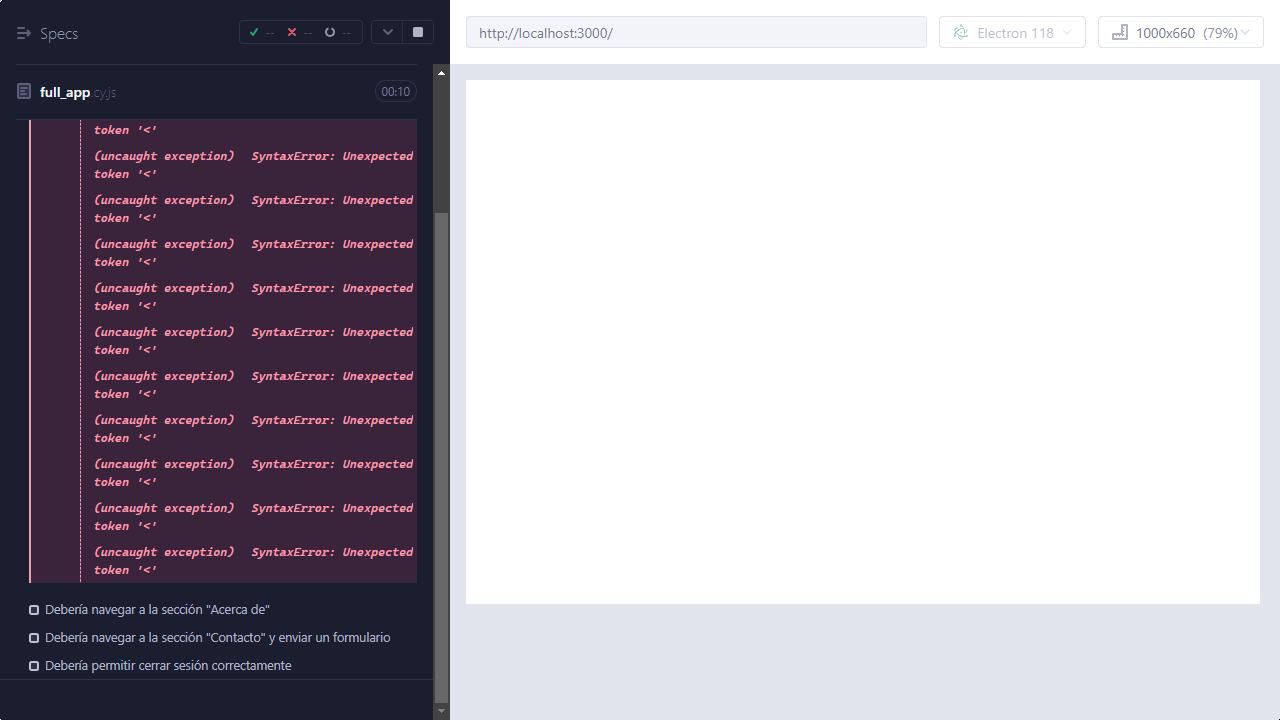 Specs
-- -- --
http://localhost:3000/
Electron 118
1000x660 (79%)
full_app.cy.js
00:10
token '<'
(uncaught exception) SyntaxError: Unexpected
token '<'
(uncaught exception) SyntaxError: Unexpected
token '<'
(uncaught exception) SyntaxError: Unexpected
token '<'
(uncaught exception) SyntaxError: Unexpected
token '<'
(uncaught exception) SyntaxError: Unexpected
token '<'
(uncaught exception) SyntaxError: Unexpected
token '<'
(uncaught exception) SyntaxError: Unexpected
token '<'
(uncaught exception) SyntaxError: Unexpected
token '<'
(uncaught exception) SyntaxError: Unexpected
token '<'
(uncaught exception) SyntaxError: Unexpected
token '<'
Debería navegar a la sección "Acerca de"
Debería navegar a la sección "Contacto" y enviar un formulario
Debería permitir cerrar sesión correctamente